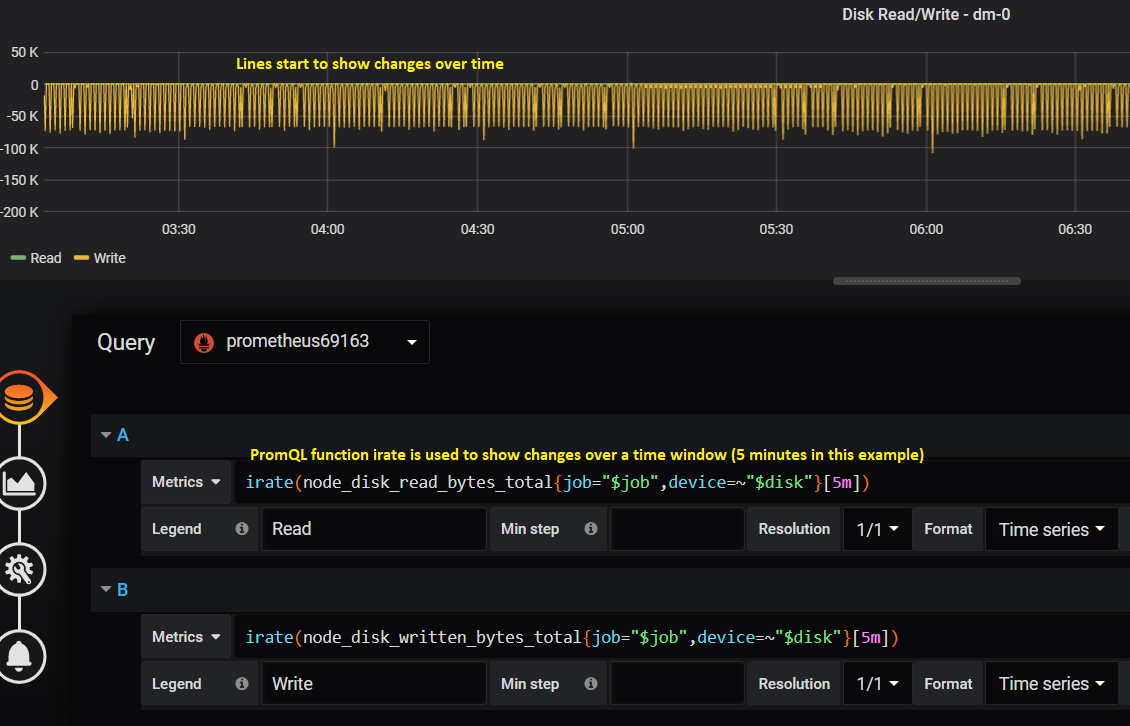 Disk Read/Write - dm-0
50 K
Lines start to show changes over time
0
-50 K
-100 K
-150 K
-200 K
03:30 04:00 04:30 05:00 05:30 06:00 06:30
Read Write
Query prometheus69163
A
PromQL function irate is used to show changes over a time window (5 minutes in this example)
Metrics irate(node_disk_read_bytes_total{job="$job",device=~"$disk"}[5m])
Legend Read Min step Resolution 1/1 Format Time series
B
Metrics irate(node_disk_written_bytes_total{job="$job",device=~"$disk"}[5m])
Legend Write Min step Resolution 1/1 Format Time series